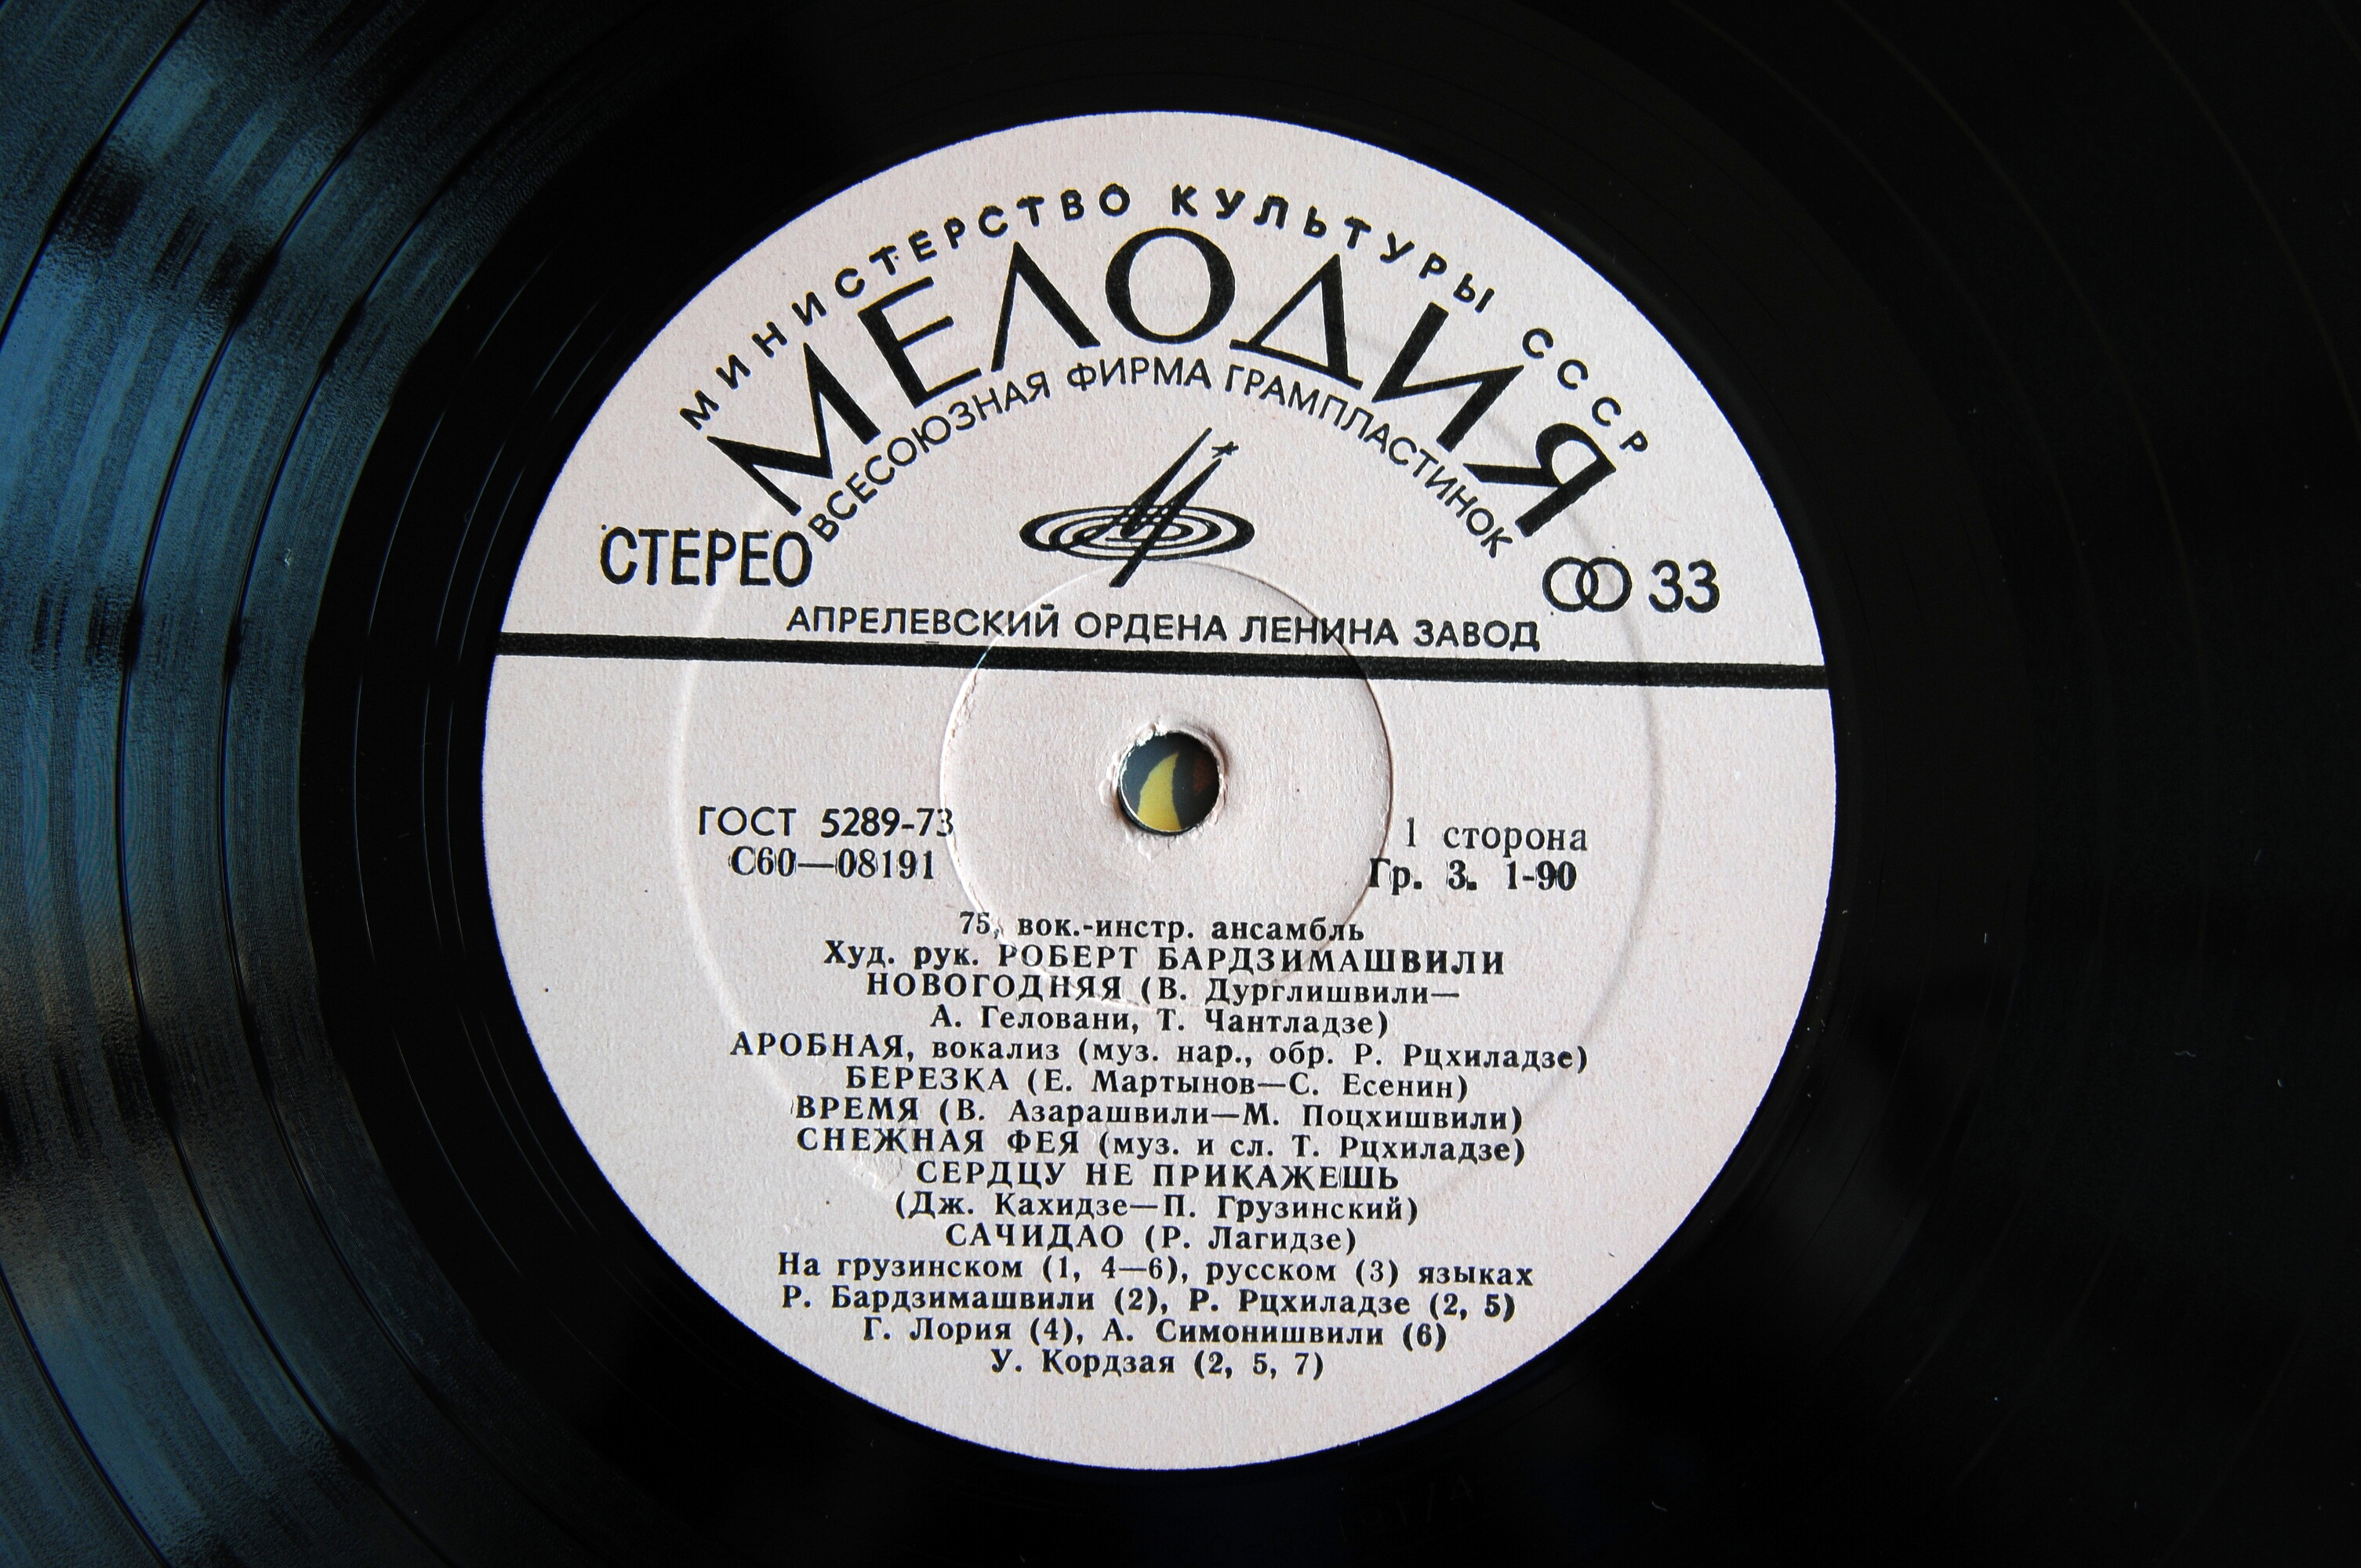 МИНИСТЕРСТВО КУЛЬТУРЫ СССР
МЕЛОДИЯ
ВСЕСОЮЗНАЯ ФИРМА ГРАМПЛАСТИНОК
СТЕРЕО
33
АПРЕЛЕВСКИЙ ОРДЕНА ЛЕНИНА ЗАВОД
ГОСТ 5289-73
С60—08191
1 сторона
Гр. 3. 1-90
75, вок.-инстр. ансамбль
Худ. рук. РОБЕРТ БАРДЗИМАШВИЛИ
НОВОГОДНЯЯ (В. Дурглишвили—
А. Геловани, Т. Чантладзе)
АРОБНАЯ, вокализ (муз. нар., обр. Р. Рцхиладзе)
БЕРЕЗКА (Е. Мартынов—С. Есенин)
ВРЕМЯ (В. Азарашвили—М. Поцхишвили)
СНЕЖНАЯ ФЕЯ (муз. и сл. Т. Рцхиладзе)
СЕРДЦУ НЕ ПРИКАЖЕШЬ
(Дж. Кахидзе—П. Грузинский)
САЧИДАО (Р. Лагидзе)
На грузинском (1, 4—6), русском (3) языках
Р. Бардзимашвили (2), Р. Рцхиладзе (2, 5)
Г. Лория (4), А. Симонишвили (6)
У. Кордзая (2, 5, 7)